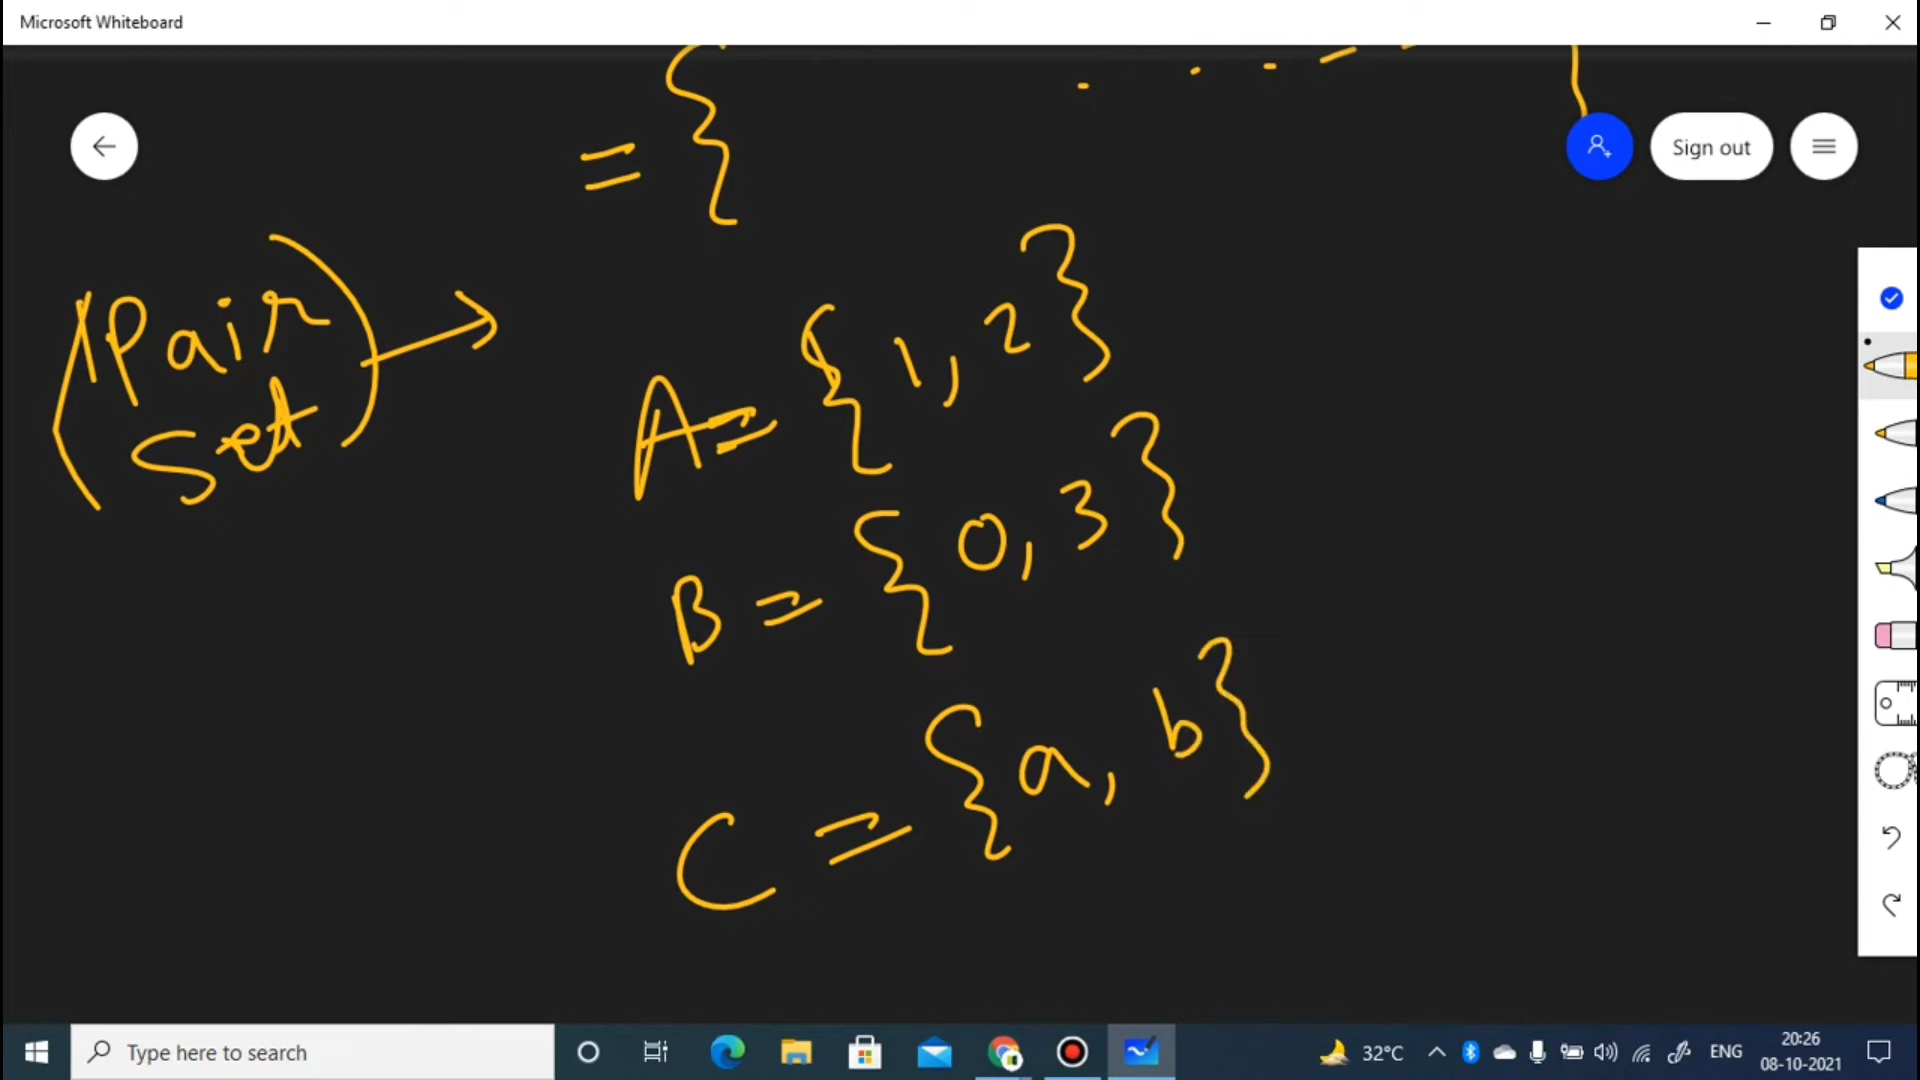 Microsoft Whiteboard
= {
Sign out
(Pair
Set) →
A = {1, 2}
B = {0, 3}
C = {a, b}
Type here to search
32°C
ENG
20:26
08-10-2021